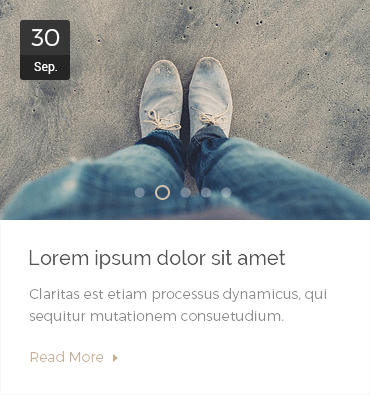 30
Sep.
Lorem ipsum dolor sit amet
Claritas est etiam processus dynamicus, qui
sequitur mutationem consuetudium.
Read More